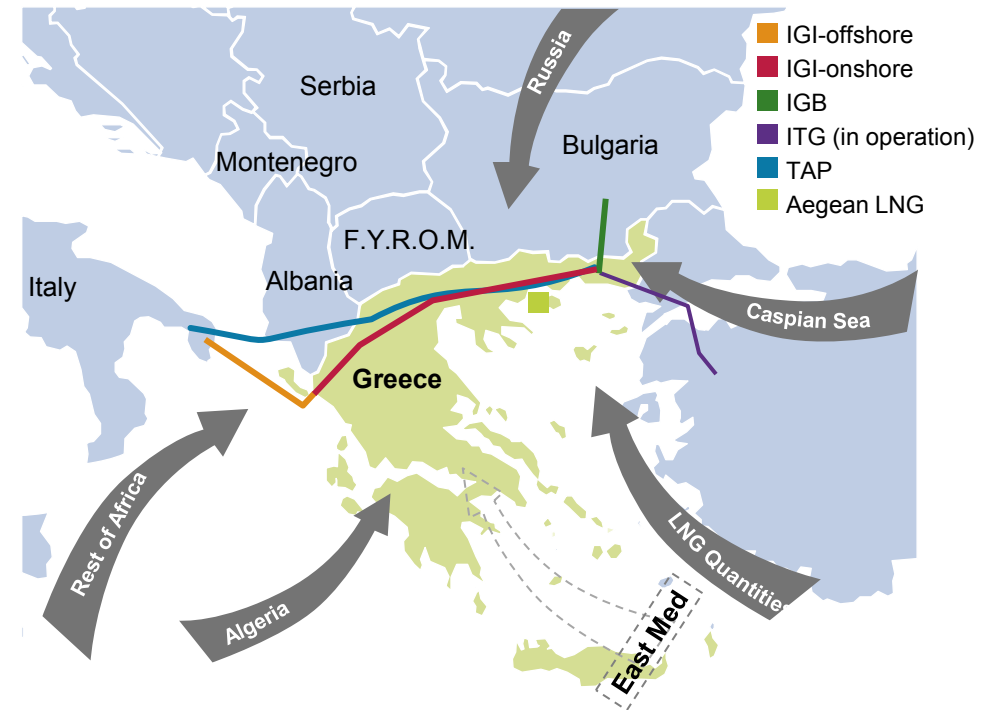 IGI-offshore
IGI-onshore
IGB
ITG (in operation)
TAP
Aegean LNG
Russia
Serbia
Bulgaria
Montenegro
F.Y.R.O.M.
Albania
Italy
Caspian Sea
Greece
Rest of Africa
Algeria
LNG Quantities
East Med